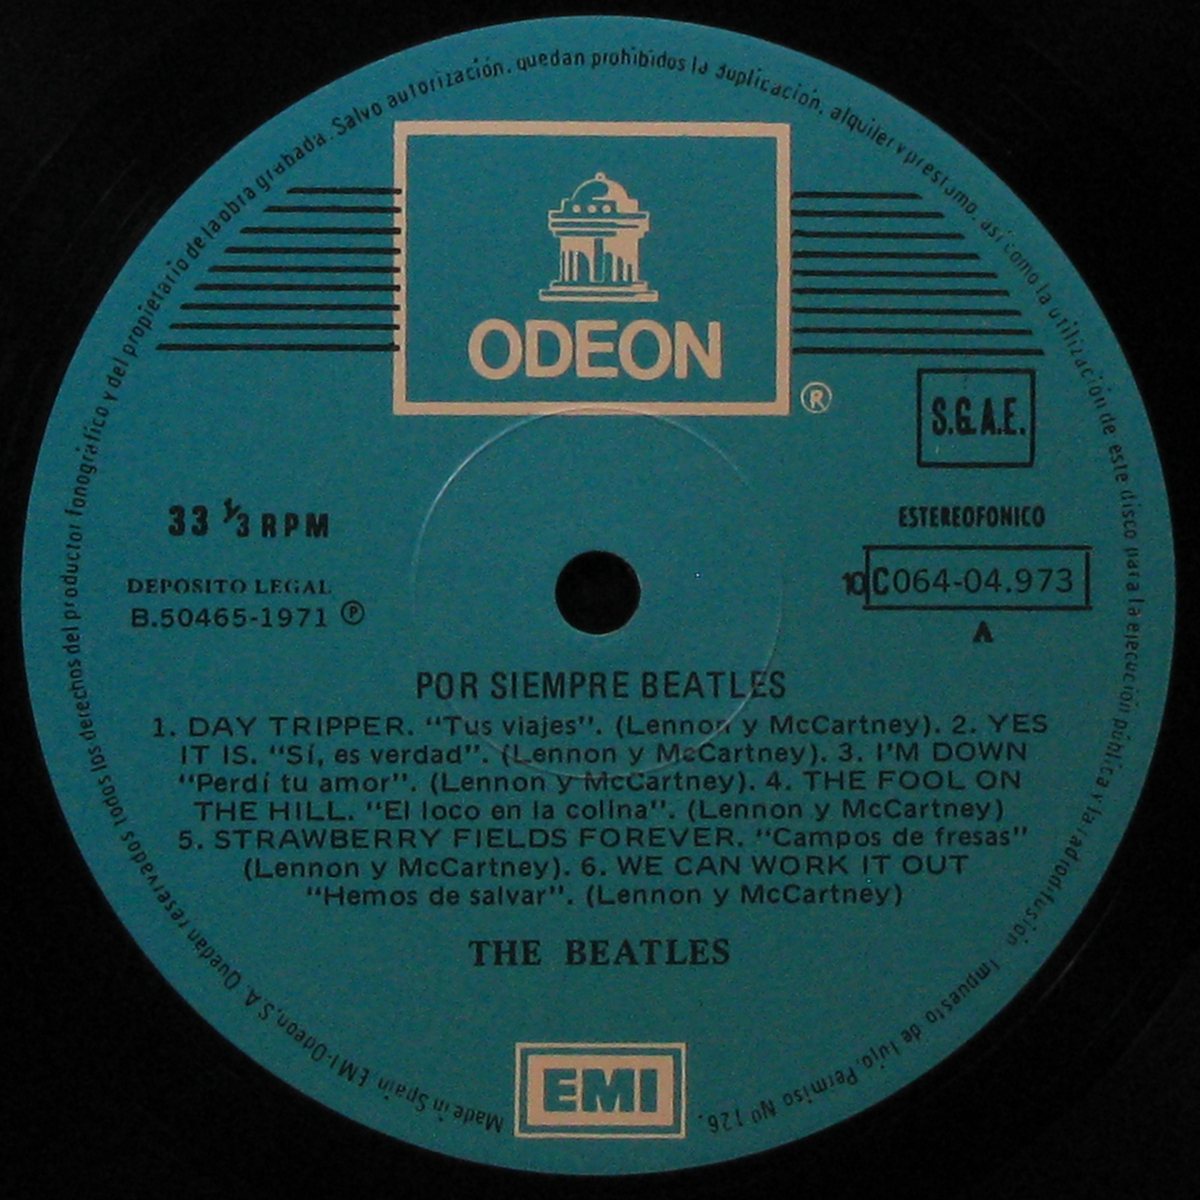 Made in Spain EMI-Odeon, S.A. Quedan reservados todos los derechos del productor fonográfico y del propietario de la obra grabada. Salvo autorización, quedan prohibidos la duplicación, alquiler y prestamo, así como la utilización de este disco para la ejecución pública y la radiodifusión Impuesto de lujo. Permiso Nº 126.
ODEON
®
S.G.A.E.
33 ⅓ RPM
ESTEREOFONICO
DEPOSITO LEGAL
B.50465-1971 ℗
10C064-04.973
A
POR SIEMPRE BEATLES
1. DAY TRIPPER. “Tus viajes”. (Lennon y McCartney). 2. YES
IT IS. “Sí, es verdad”. (Lennon y McCartney). 3. I'M DOWN
“Perdí tu amor”. (Lennon y McCartney). 4. THE FOOL ON
THE HILL. “El loco en la colina”. (Lennon y McCartney)
5. STRAWBERRY FIELDS FOREVER. “Campos de fresas”
(Lennon y McCartney). 6. WE CAN WORK IT OUT
“Hemos de salvar”. (Lennon y McCartney)
THE BEATLES
EMI